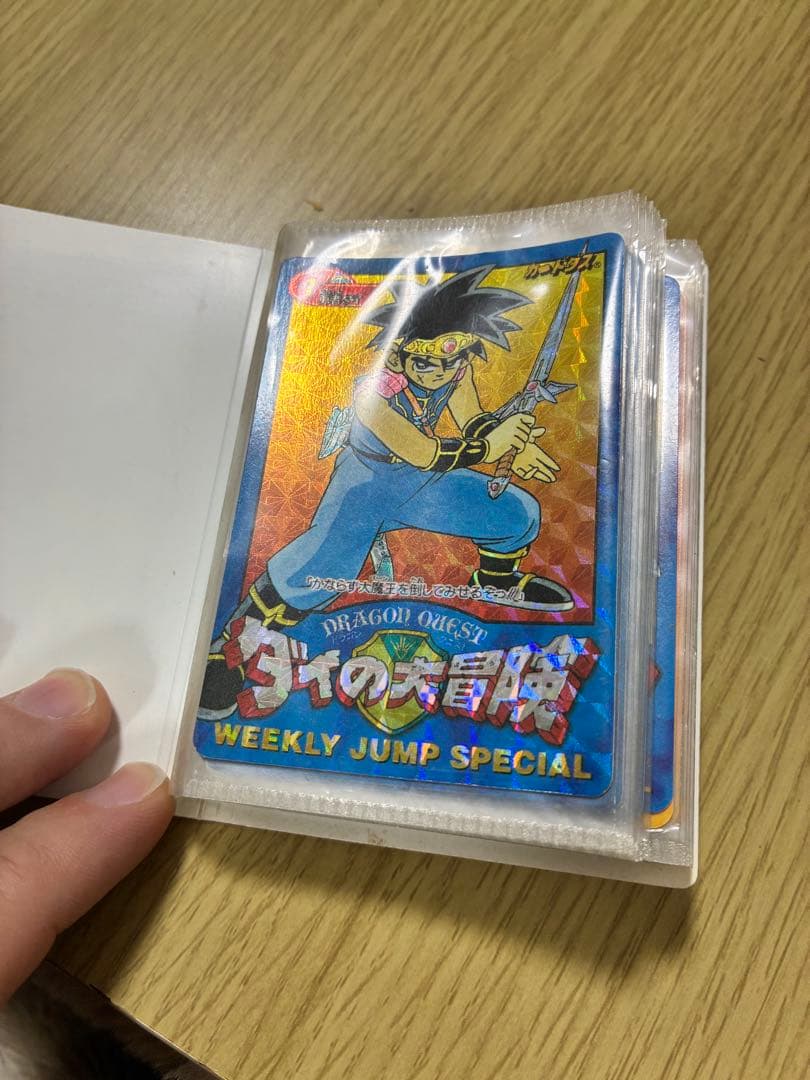 カードダス®
「かならず大魔王を倒してみせるぞっ!!」
DRAGON QUEST
ダイの大冒険
WEEKLY JUMP SPECIAL